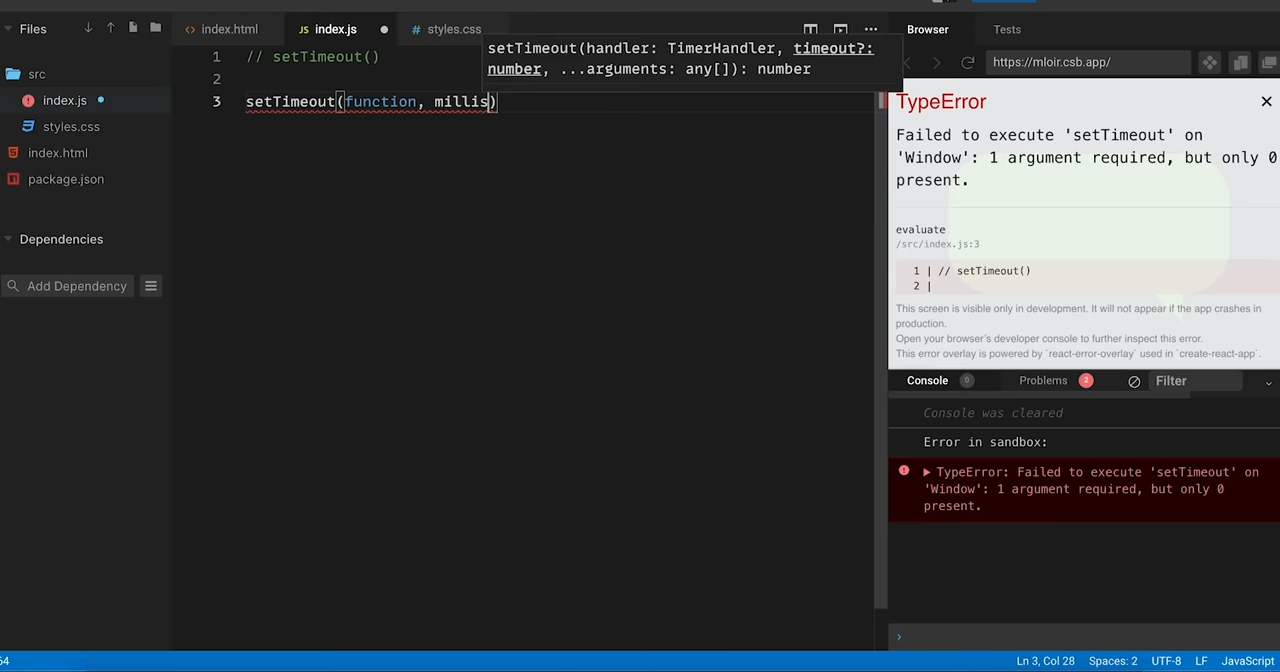 Files
src
index.js
styles.css
index.html
package.json
Dependencies
Add Dependency
<> index.html
JS index.js
# styles.css
1 // setTimeout()
2
3 setTimeout(function, millis)
setTimeout(handler: TimerHandler, timeout?:
number, ...arguments: any[]): number
Browser
Tests
https://mloir.csb.app/
TypeError
Failed to execute 'setTimeout' on
'Window': 1 argument required, but only 0
present.
evaluate
/src/index.js:3
1 | // setTimeout()
2 |
This screen is visible only in development. It will not appear if the app crashes in
production.
Open your browser's developer console to further inspect this error.
This error overlay is powered by `react-error-overlay` used in `create-react-app`.
Console 0
Problems 2
Filter
Console was cleared
Error in sandbox:
TypeError: Failed to execute 'setTimeout' on
'Window': 1 argument required, but only 0
present.
64
Ln 3, Col 28 Spaces: 2 UTF-8 LF JavaScript